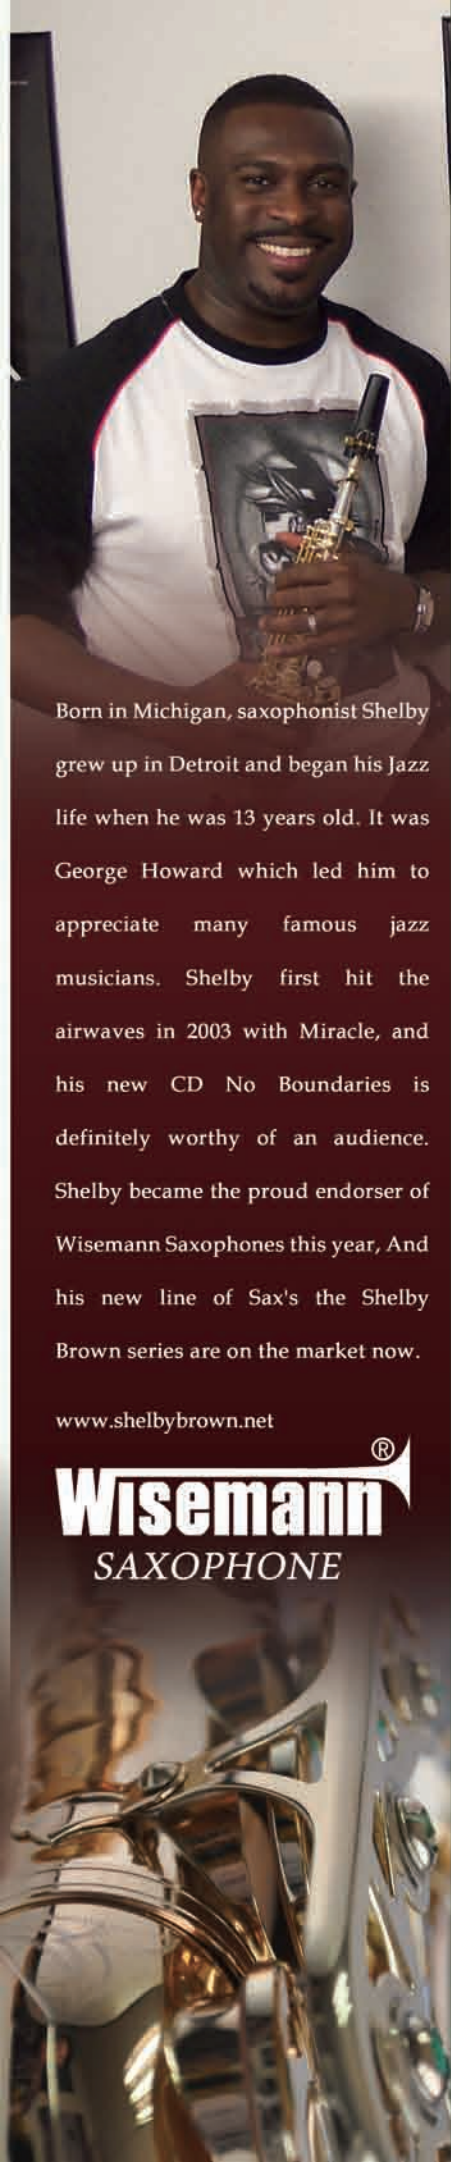 Born in Michigan, saxophonist Shelby
grew up in Detroit and began his Jazz
life when he was 13 years old. It was
George Howard which led him to
appreciate many famous jazz
musicians. Shelby first hit the
airwaves in 2003 with Miracle, and
his new CD No Boundaries is
definitely worthy of an audience.
Shelby became the proud endorser of
Wisemann Saxophones this year, And
his new line of Sax's the Shelby
Brown series are on the market now.
www.shelbybrown.net
Wisemann®
SAXOPHONE